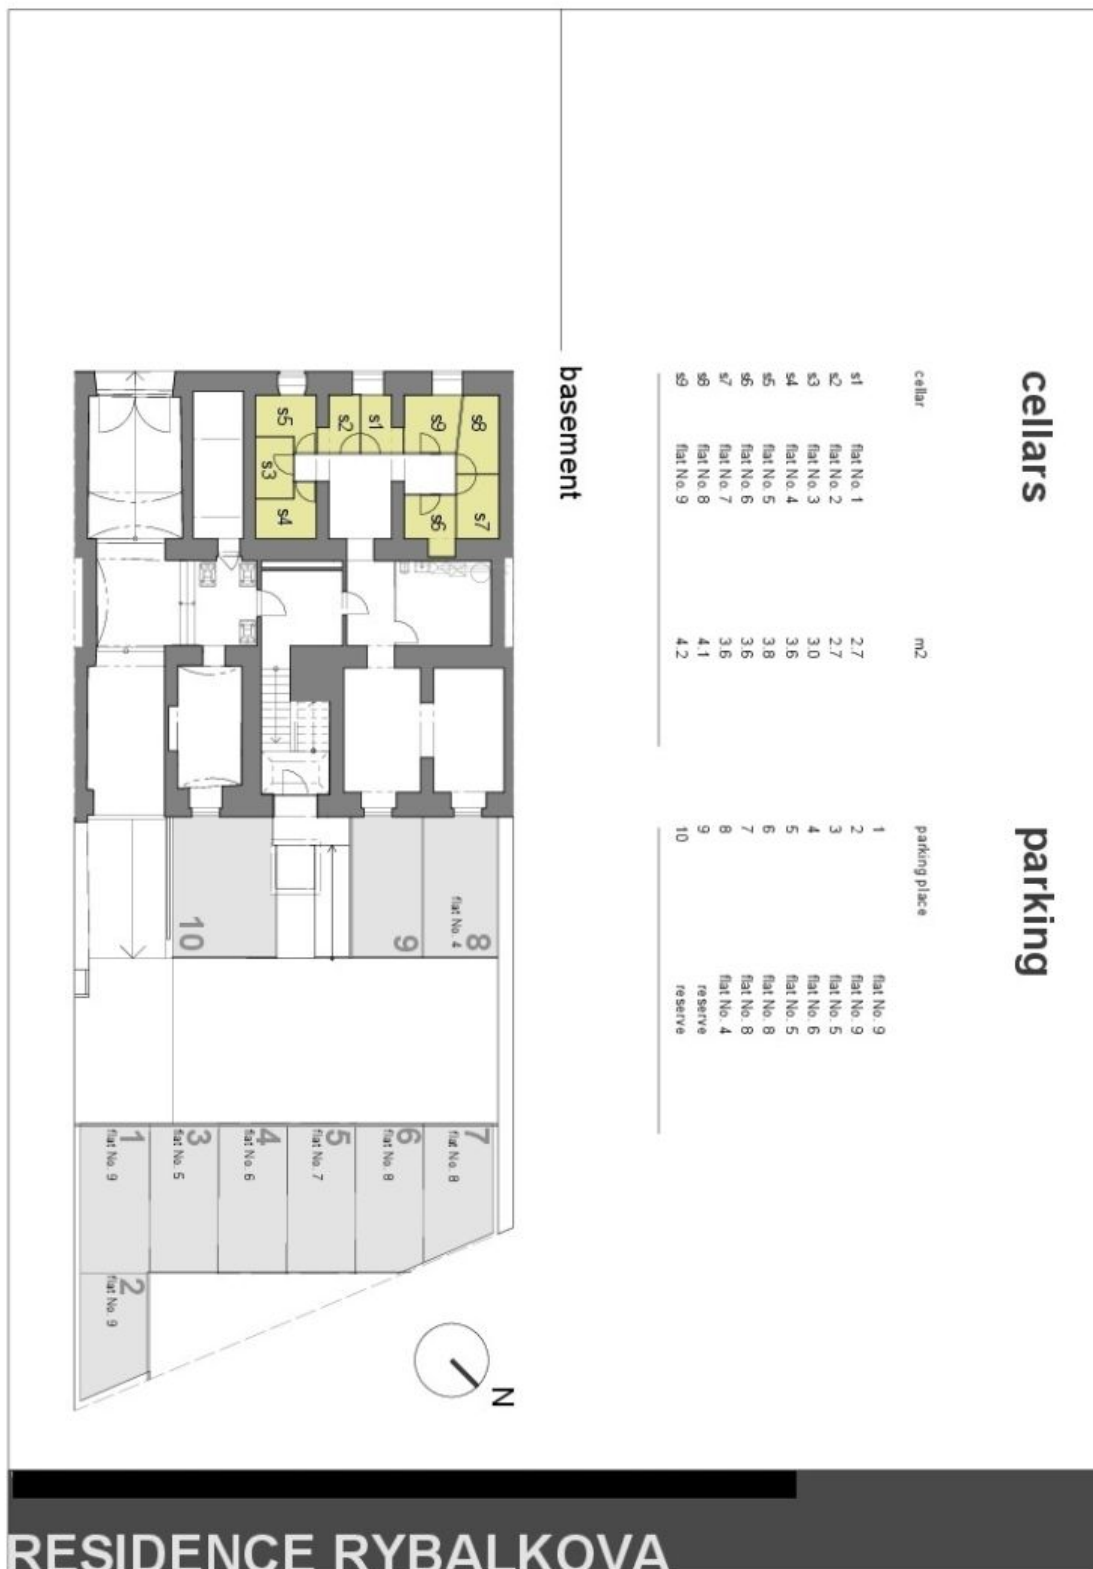 cellars
cellar m2
s1 flat No. 1 2.7
s2 flat No. 2 2.7
s3 flat No. 3 3.0
s4 flat No. 4 3.6
s5 flat No. 5 3.8
s6 flat No. 6 3.6
s7 flat No. 7 3.6
s8 flat No. 8 4.1
s9 flat No. 9 4.2
parking
parking place
1 flat No. 9
2 flat No. 9
3 flat No. 5
4 flat No. 6
5 flat No. 5
6 flat No. 8
7 flat No. 8
8 flat No. 4
9 reserve
10 reserve
basement
s8
s7
s9
s6
s1
s2
s5
s3
s4
8
flat No. 4
9
10
7
flat No. 8
6
flat No. 8
5
flat No. 7
4
flat No. 6
3
flat No. 5
1
flat No. 9
2
flat No. 9
N
RESIDENCE RYBALKOVA